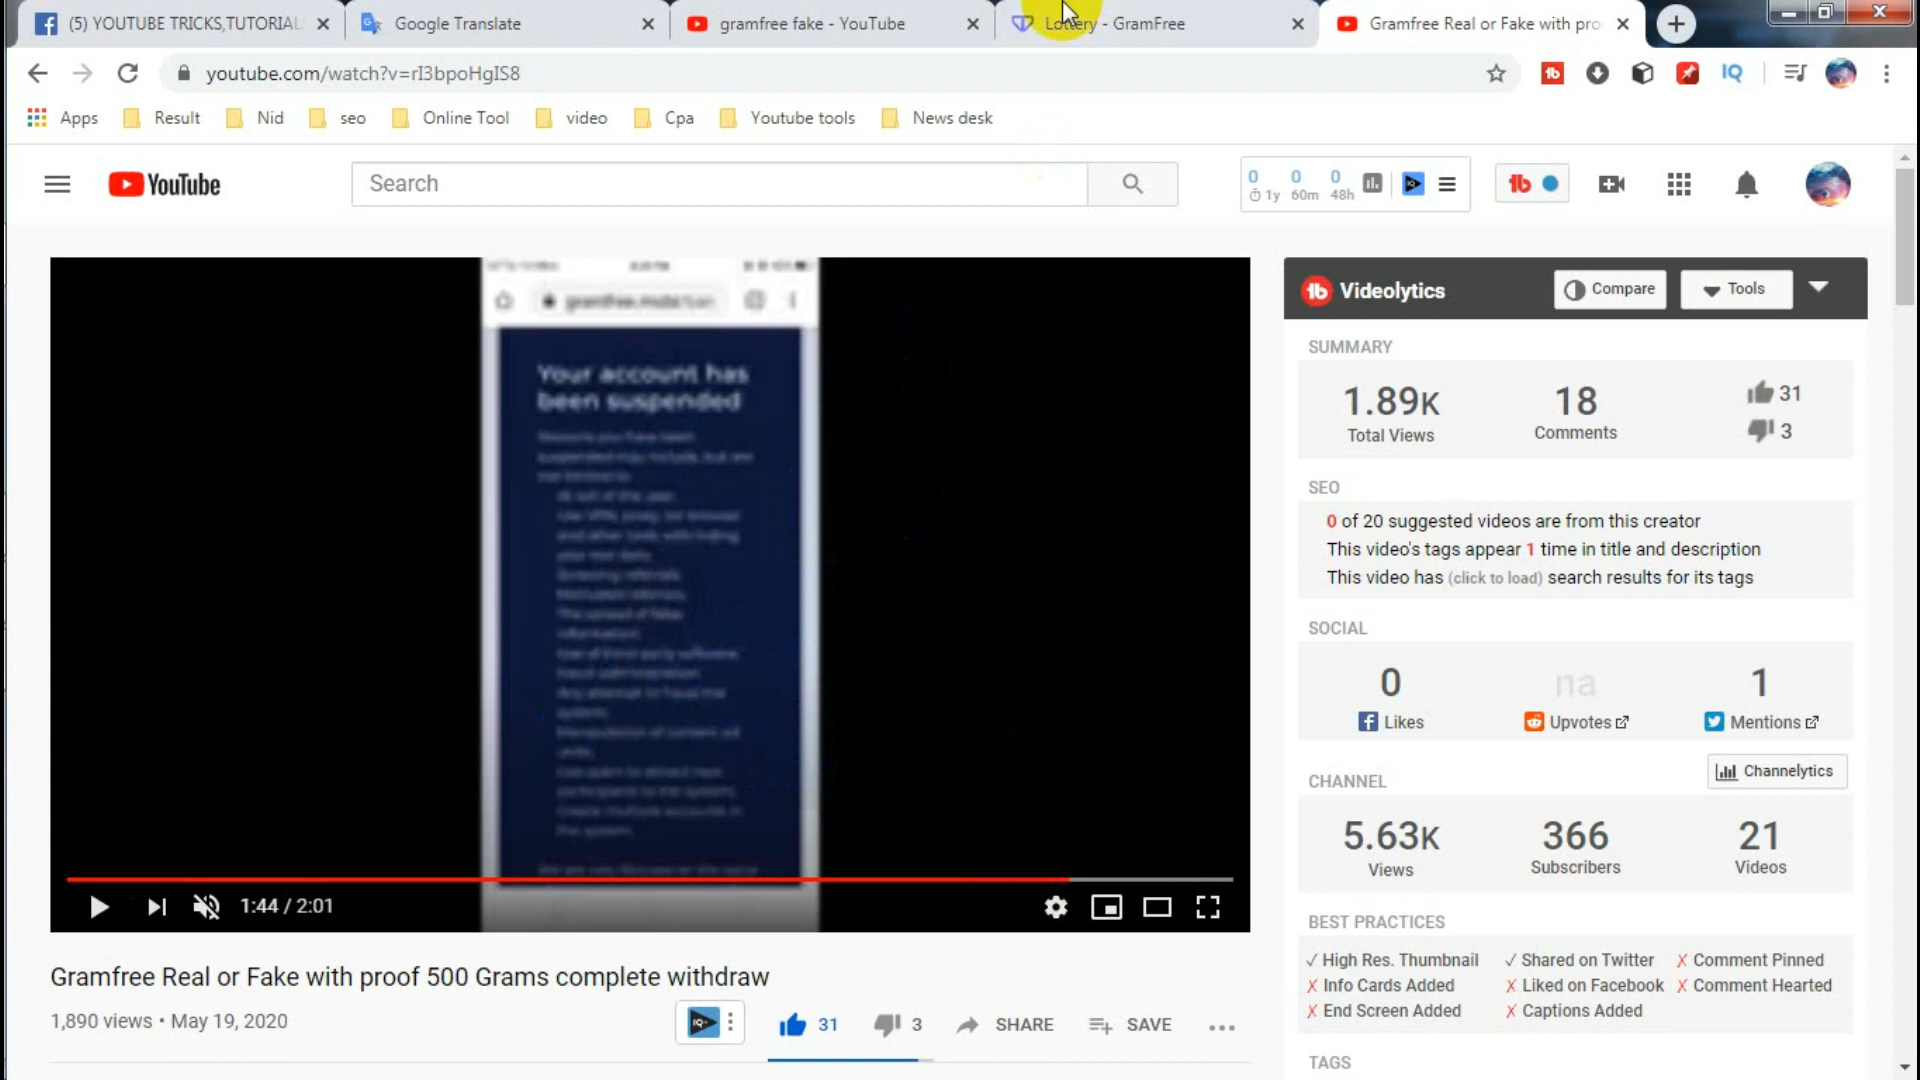 (5) YOUTUBE TRICKS,TUTORIAL
Google Translate
gramfree fake - YouTube
Lottery - GramFree
Gramfree Real or Fake with pro
youtube.com/watch?v=rI3bpoHgIS8
IQ
Apps
Result
Nid
seo
Online Tool
video
Cpa
Youtube tools
News desk
YouTube
Search
0 0 0
1y 60m 48h
Your account has
been suspended
1:44 / 2:01
Gramfree Real or Fake with proof 500 Grams complete withdraw
1,890 views • May 19, 2020
31
3
SHARE
SAVE
Videolytics
Compare
Tools
SUMMARY
1.89K
Total Views
18
Comments
31
3
SEO
0 of 20 suggested videos are from this creator
This video's tags appear 1 time in title and description
This video has (click to load) search results for its tags
SOCIAL
0
Likes
na
Upvotes
1
Mentions
CHANNEL
Channelytics
5.63K
Views
366
Subscribers
21
Videos
BEST PRACTICES
✓ High Res. Thumbnail ✓ Shared on Twitter ✗ Comment Pinned
✗ Info Cards Added ✗ Liked on Facebook ✗ Comment Hearted
✗ End Screen Added ✗ Captions Added
TAGS